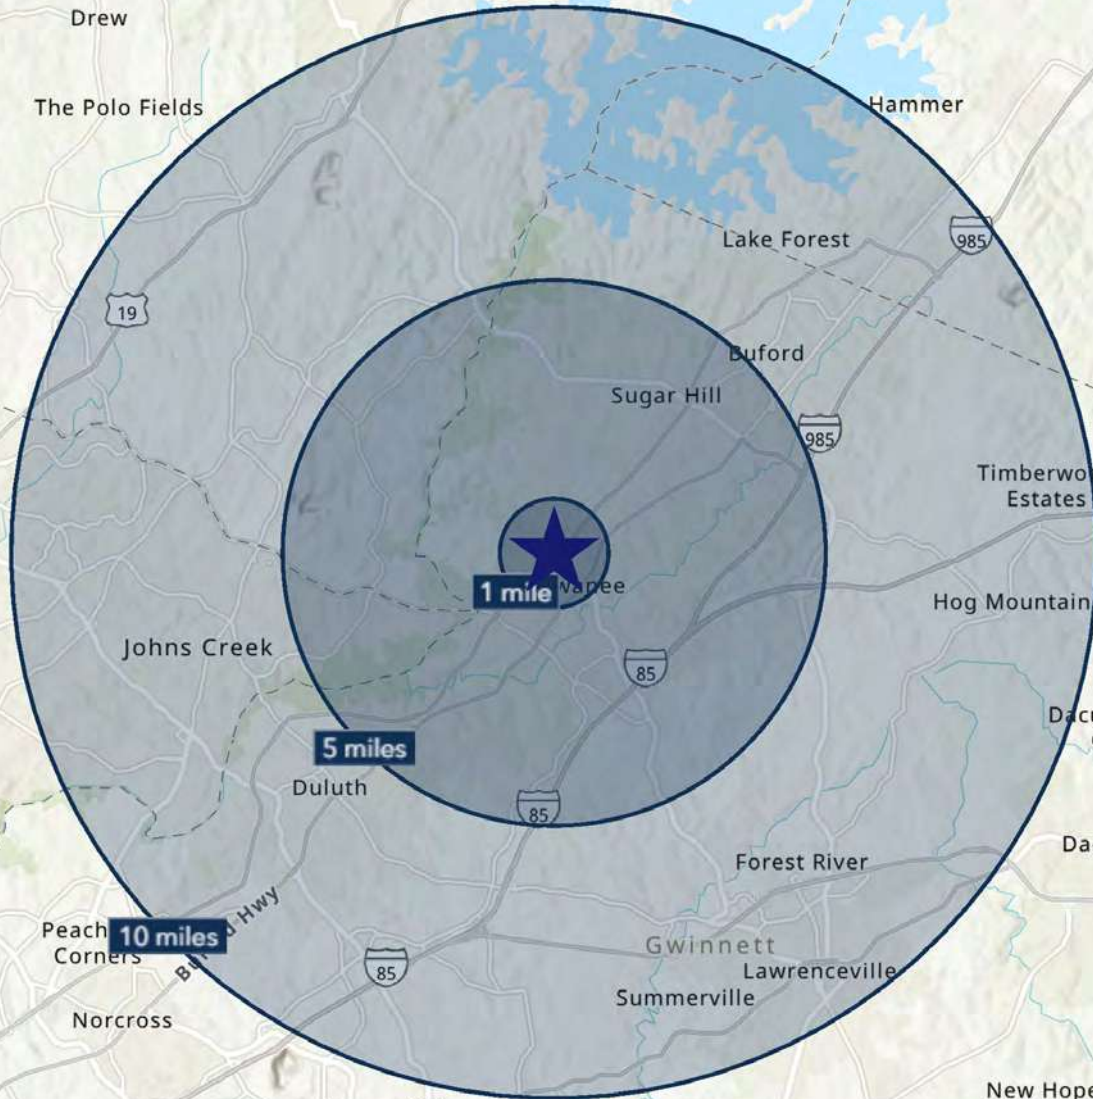 Drew
The Polo Fields
Hammer
Lake Forest
985
19
Buford
Sugar Hill
985
Timberwo
Estates
1 mile
wanee
Hog Mountain
Johns Creek
85
Dacu
5 miles
Duluth
85
Da
Forest River
Peach
Corners
10 miles
Hwy
Gwinnett
85
Lawrenceville
Summerville
Norcross
New Hope